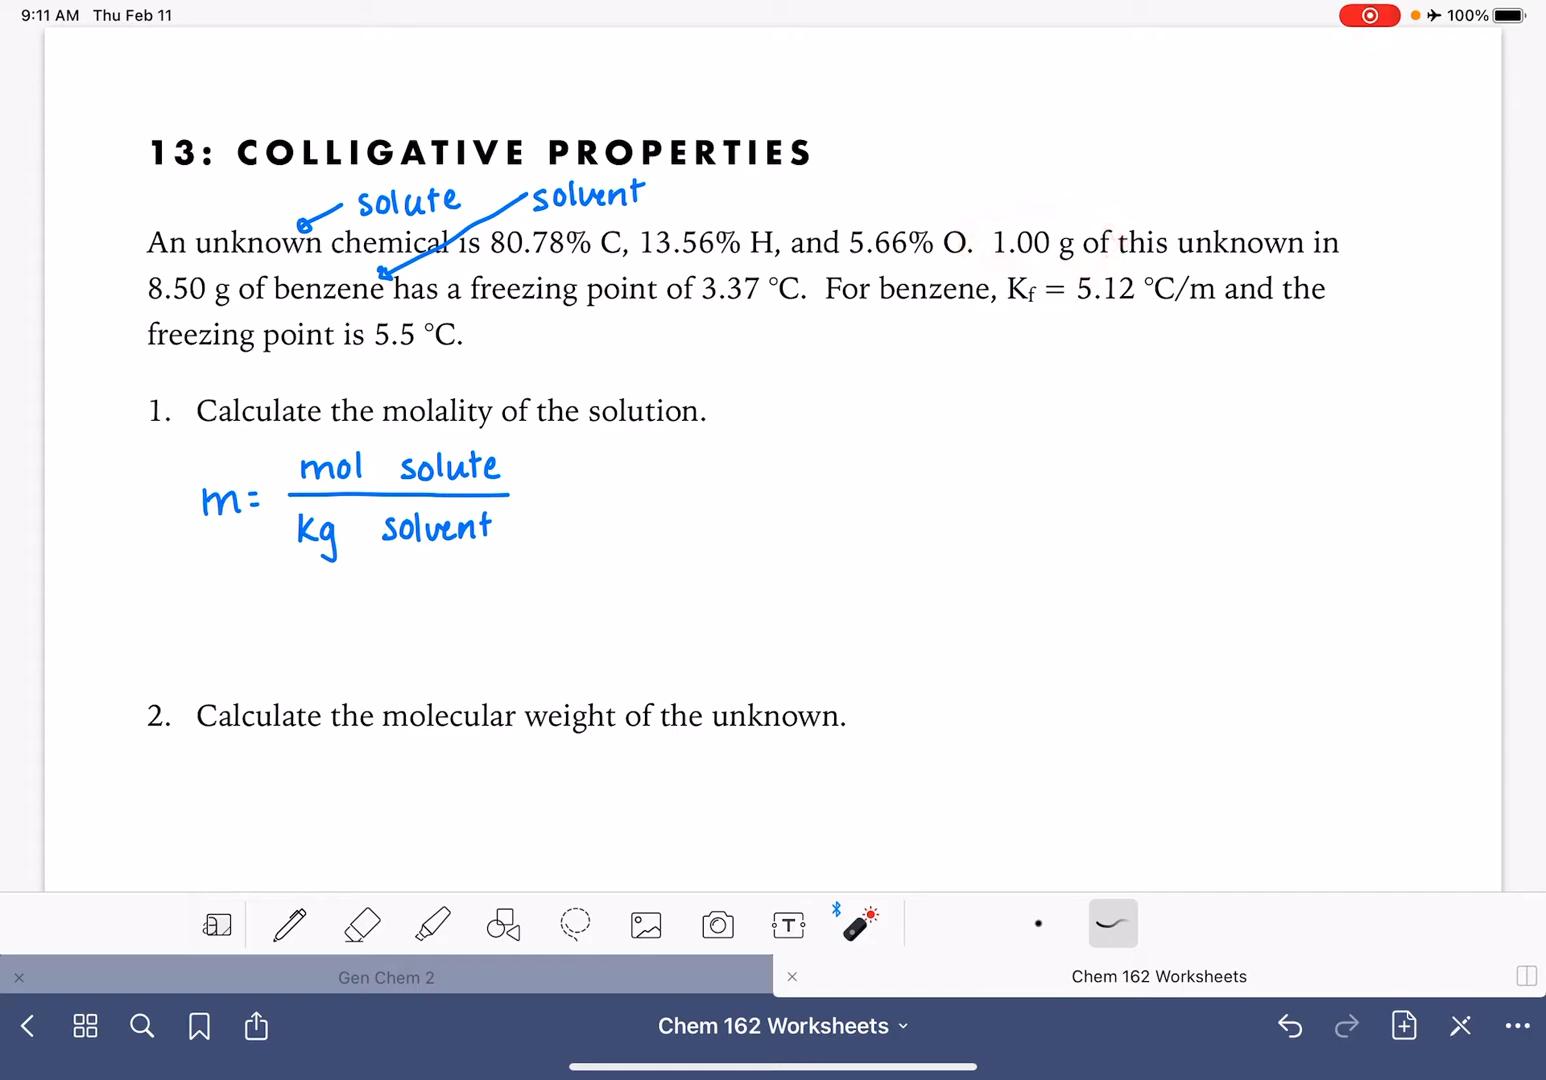 9:11 AM Thu Feb 11
100%
13: COLLIGATIVE PROPERTIES
solute
solvent
An unknown chemical is 80.78% C, 13.56% H, and 5.66% O. 1.00 g of this unknown in
8.50 g of benzene has a freezing point of 3.37 °C. For benzene, Kf = 5.12 °C/m and the
freezing point is 5.5 °C.
1. Calculate the molality of the solution.
m= mol solute
kg solvent
2. Calculate the molecular weight of the unknown.
a
T
Gen Chem 2
Chem 162 Worksheets
Chem 162 Worksheets